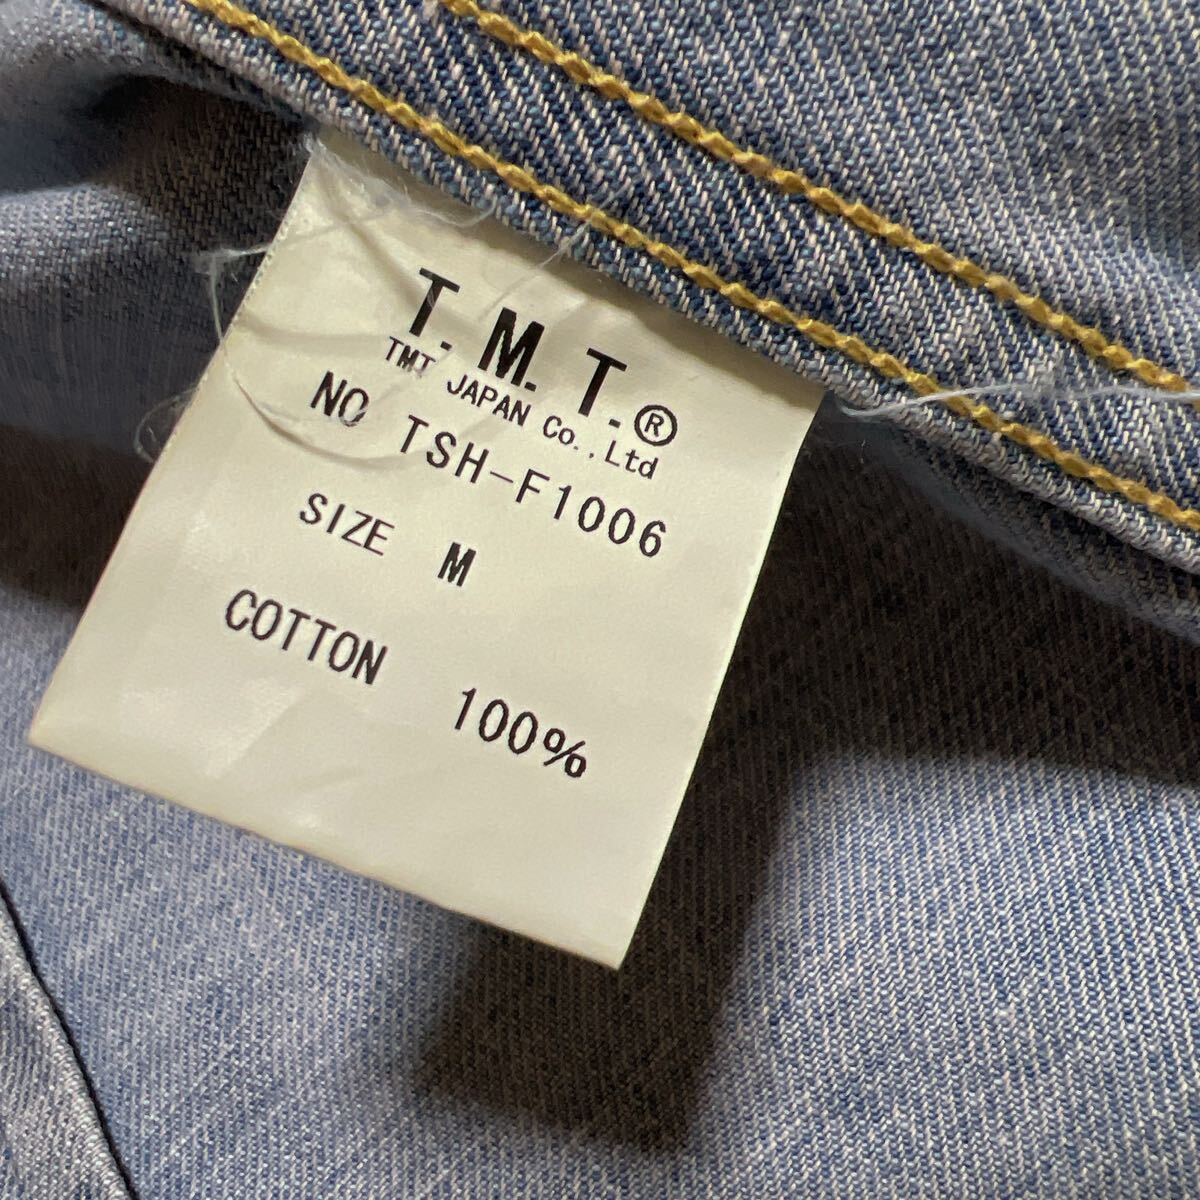 T.M.T.®
TMT JAPAN Co.,Ltd
NO TSH-F1006
SIZE M
COTTON 100%